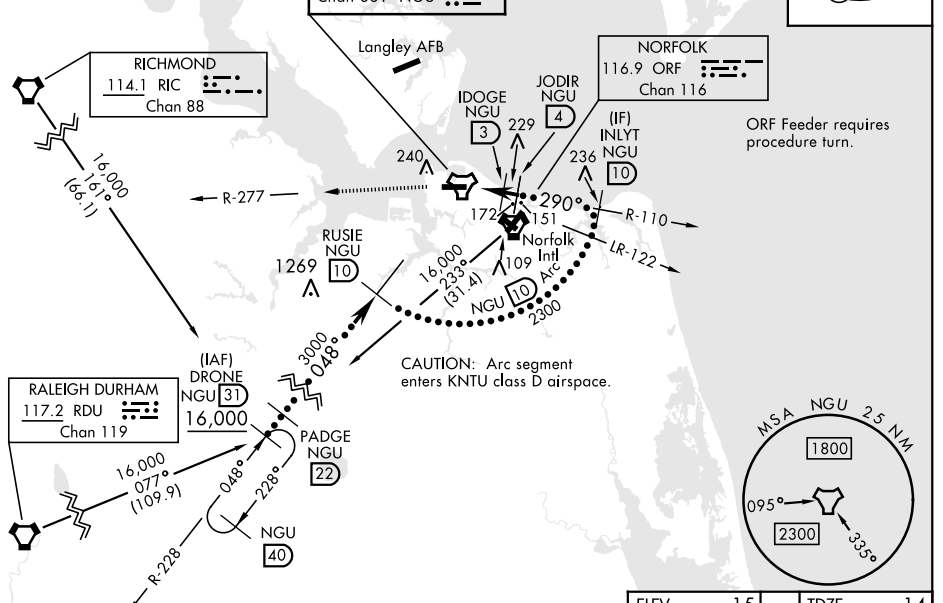 Langley AFB
RICHMOND
114.1 RIC
Chan 88
NORFOLK
116.9 ORF
Chan 116
ORF Feeder requires
procedure turn.
IDOGE
NGU
3
JODIR
NGU
4
229
(IF)
INLYT
NGU
10
236
240
16,000
161°
(66.1)
R-277
290°
172
151
R-110
Norfolk
Intl
LR-122
RUSIE
NGU
10
1269
16,000
233°
(31.4)
109
NGU 10 Arc
2300
3000
048°
CAUTION: Arc segment
enters KNTU class D airspace.
(IAF)
DRONE
NGU 31
16,000
RALEIGH DURHAM
117.2 RDU
Chan 119
PADGE
NGU
22
16,000
077°
(109.9)
048°
228°
NGU
40
R-228
MSA NGU 25 NM
1800
095°
2300
335°
ELEV 15
TDZE 14